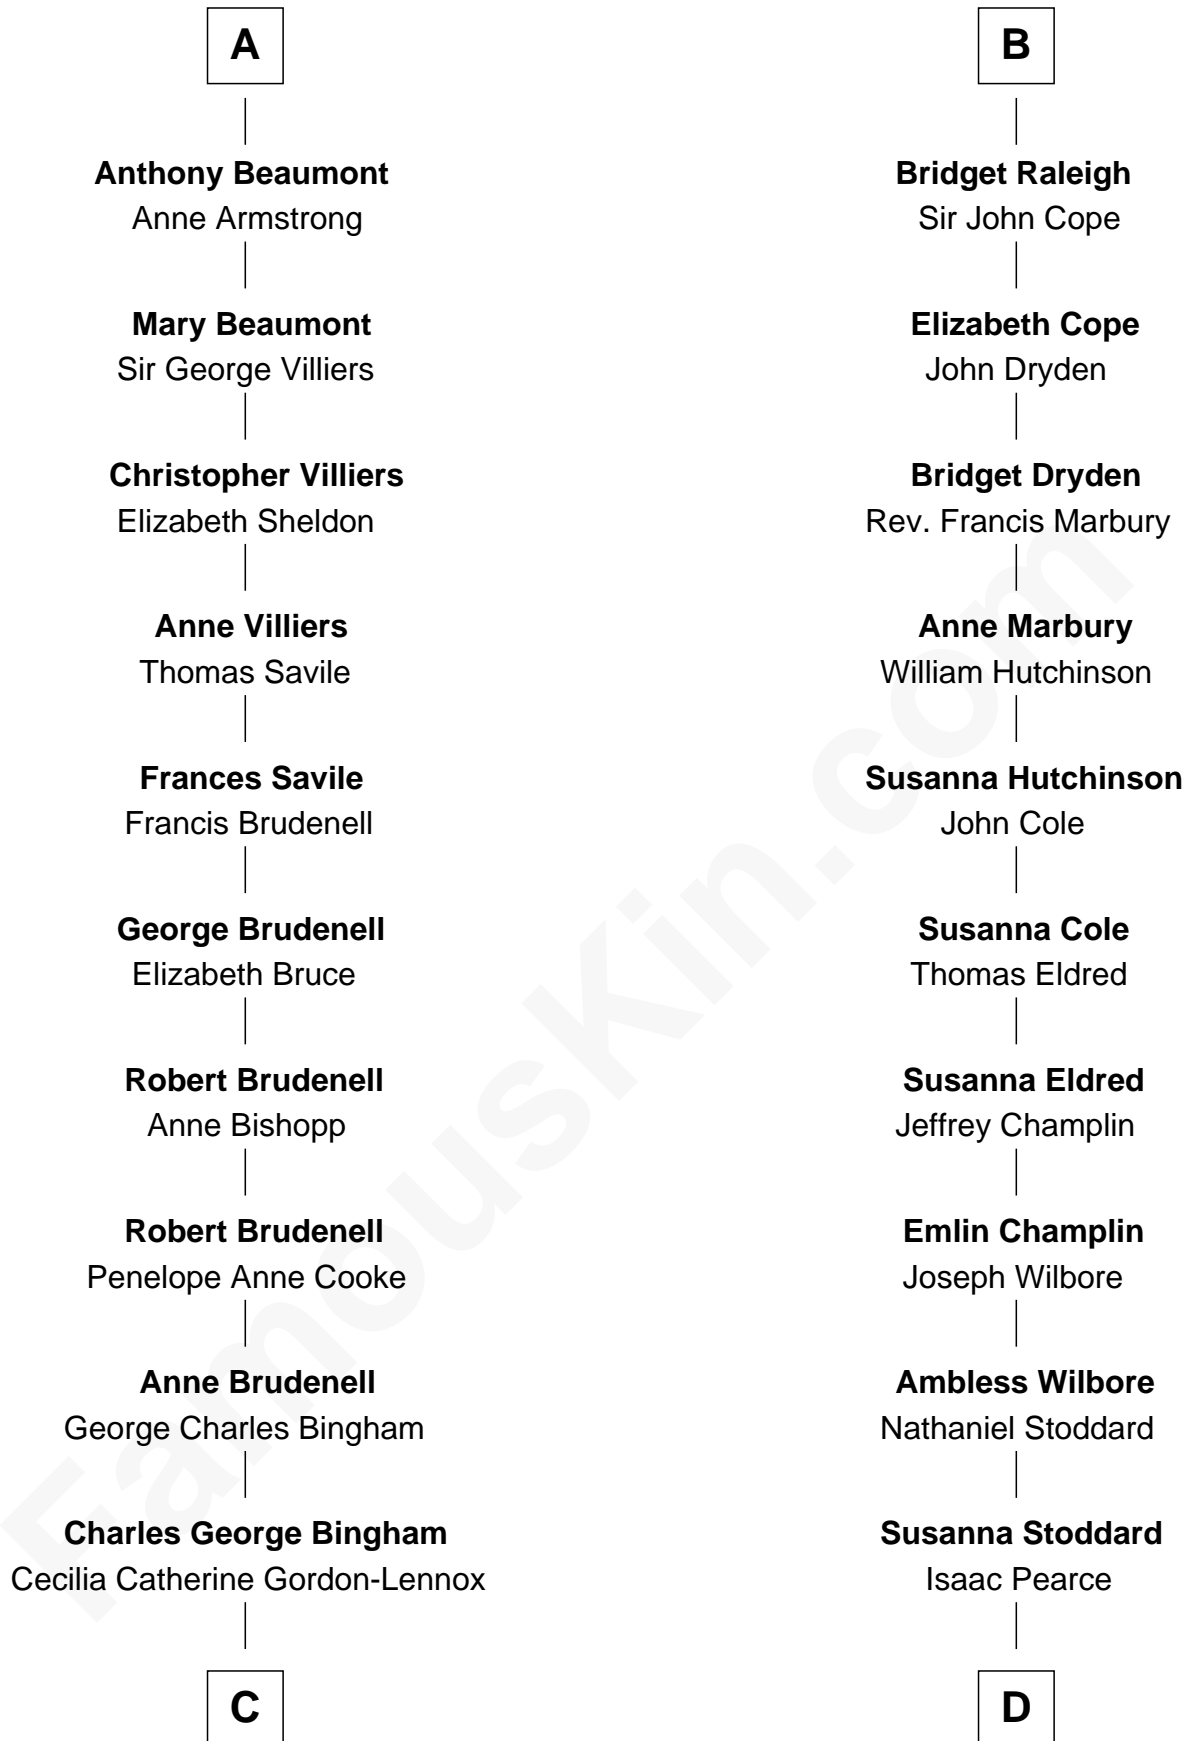 A
Anthony Beaumont
Anne Armstrong
Mary Beaumont
Sir George Villiers
Christopher Villiers
Elizabeth Sheldon
Anne Villiers
Thomas Savile
Frances Savile
Francis Brudenell
George Brudenell
Elizabeth Bruce
Robert Brudenell
Anne Bishopp
Robert Brudenell
Penelope Anne Cooke
Anne Brudenell
George Charles Bingham
Charles George Bingham
Cecilia Catherine Gordon-Lennox
C
B
Bridget Raleigh
Sir John Cope
Elizabeth Cope
John Dryden
Bridget Dryden
Rev. Francis Marbury
Anne Marbury
William Hutchinson
Susanna Hutchinson
John Cole
Susanna Cole
Thomas Eldred
Susanna Eldred
Jeffrey Champlin
Emlin Champlin
Joseph Wilbore
Ambless Wilbore
Nathaniel Stoddard
Susanna Stoddard
Isaac Pearce
D
FamousKin.com